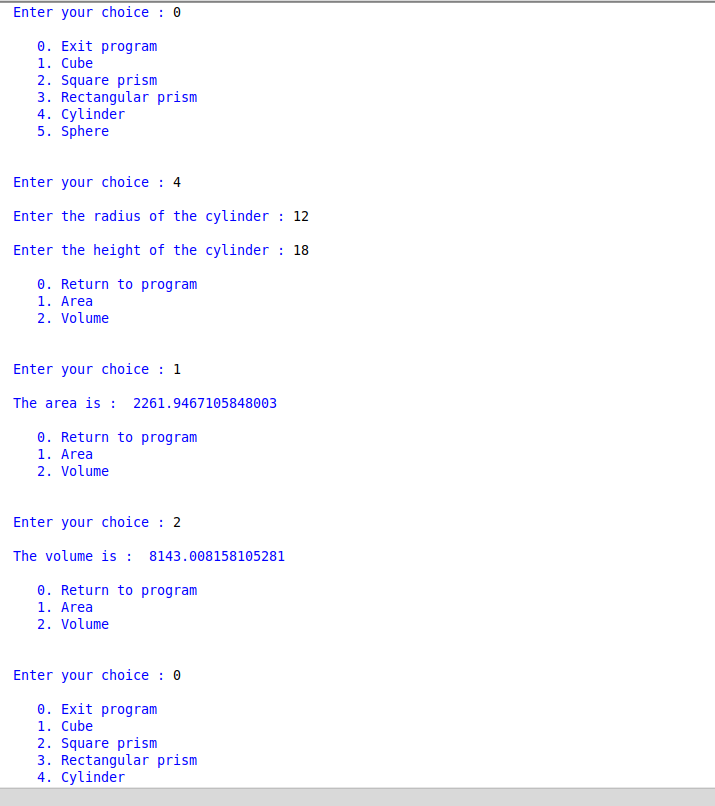 Enter your choice : 0
0. Exit program
1. Cube
2. Square prism
3. Rectangular prism
4. Cylinder
5. Sphere
Enter your choice : 4
Enter the radius of the cylinder : 12
Enter the height of the cylinder : 18
0. Return to program
1. Area
2. Volume
Enter your choice : 1
The area is :  2261.9467105848003
0. Return to program
1. Area
2. Volume
Enter your choice : 2
The volume is :  8143.008158105281
0. Return to program
1. Area
2. Volume
Enter your choice : 0
0. Exit program
1. Cube
2. Square prism
3. Rectangular prism
4. Cylinder